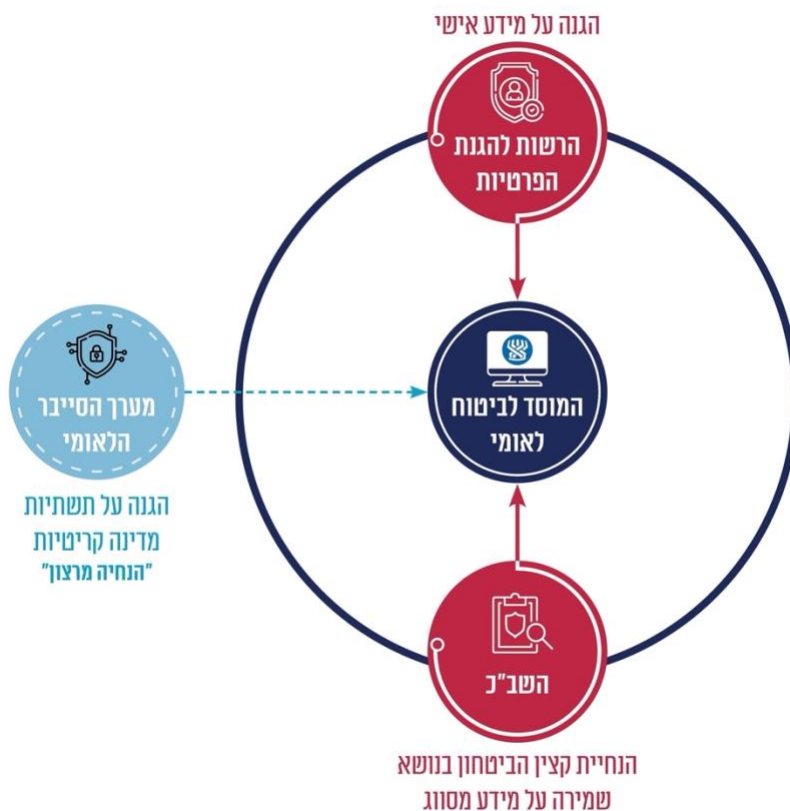 הגנה על מידע אישי
הרשות להגנת
הפרטיות
המוסד לביטוח
לאומי
מערך הסייבר
הלאומי
הגנה על תשתיות
מדינה קריטיות
"הנחיה מרצון"
השב"כ
הנחיית קצין הביטחון בנושא
שמירה על מידע מסווג